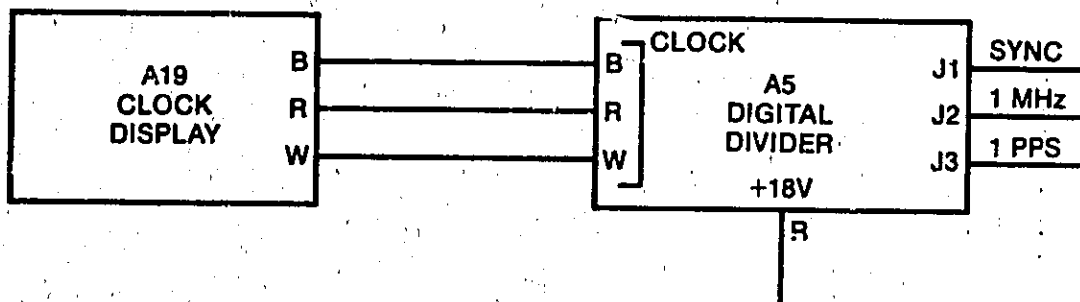 A19
CLOCK
DISPLAY
B
R
W
CLOCK
B
R
W
A5
DIGITAL
DIVIDER
+18V
R
J1
J2
J3
SYNC
1 MHz
1 PPS